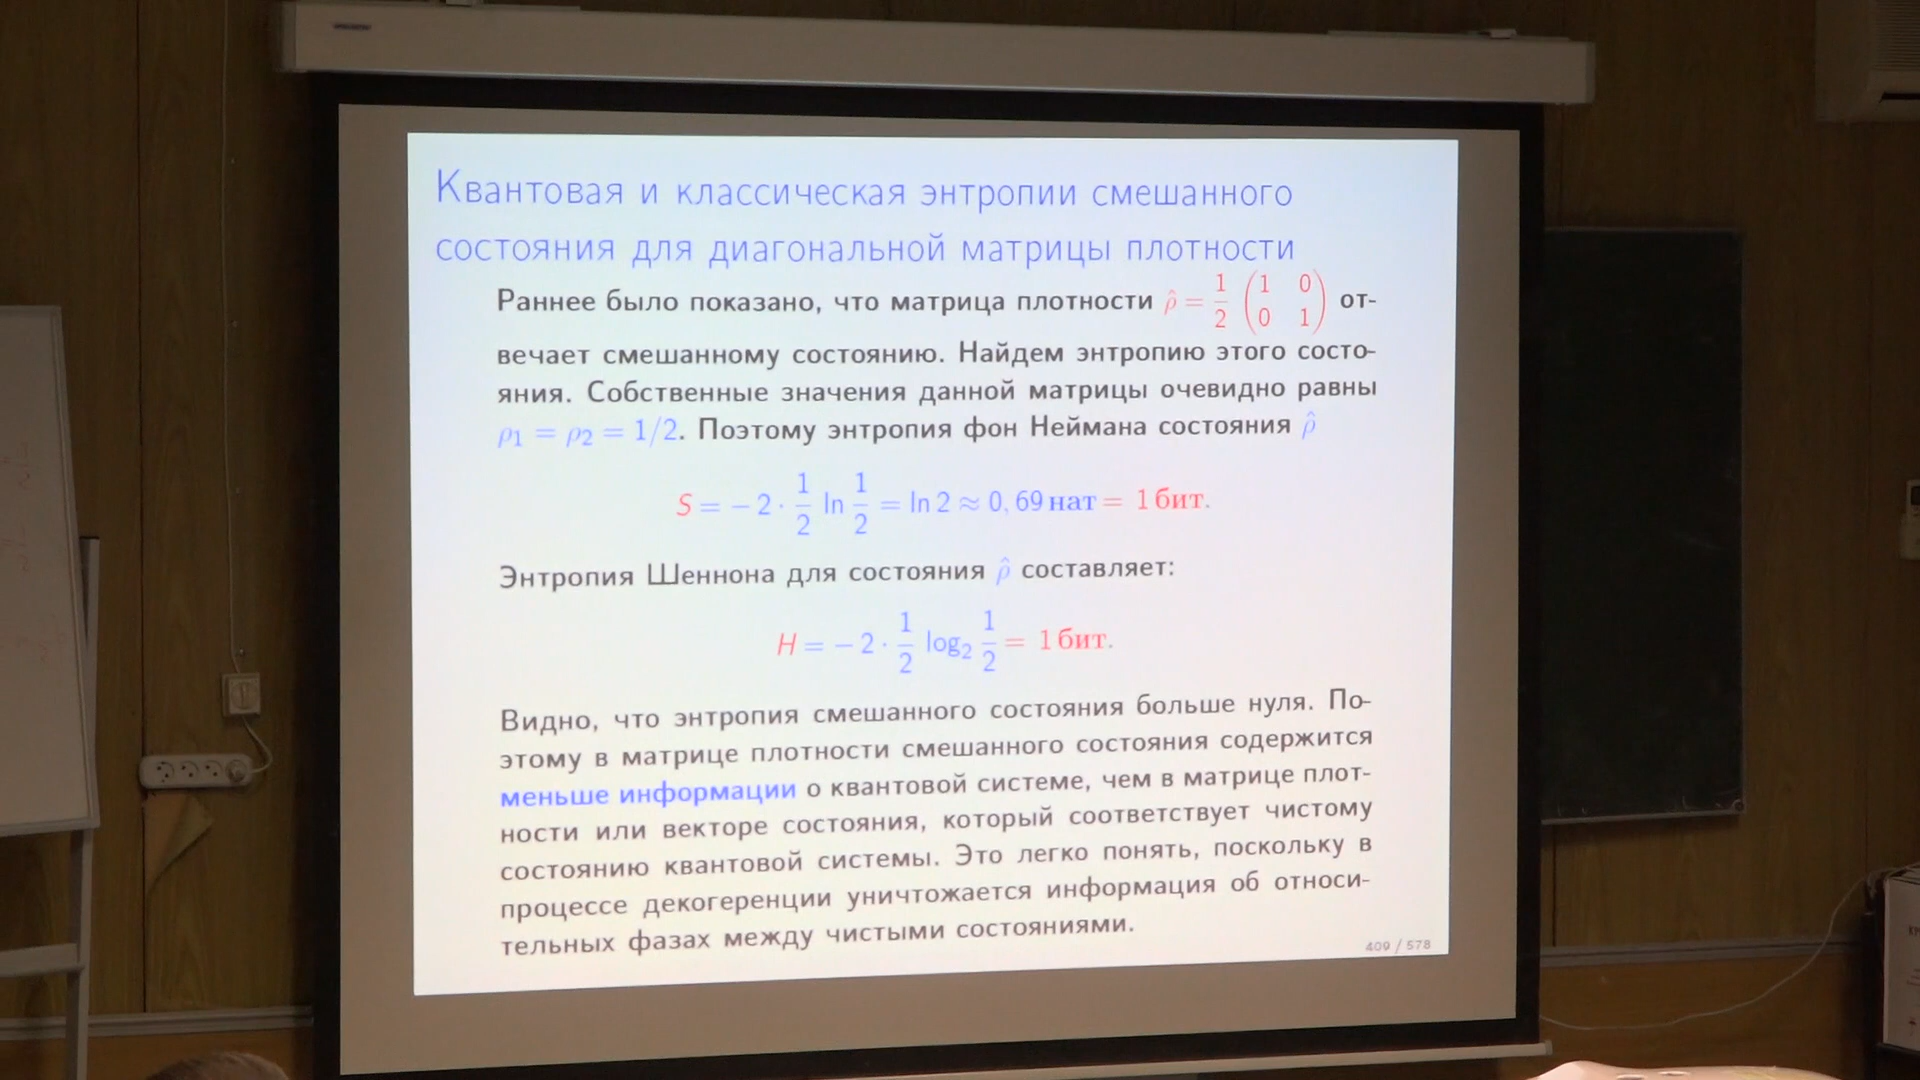 Квантовая и классическая энтропии смешанного
состояния для диагональной матрицы плотности
Раннее было показано, что матрица плотности ρ̂ = 1/2 (1 0; 0 1) от-
вечает смешанному состоянию. Найдем энтропию этого состо-
яния. Собственные значения данной матрицы очевидно равны
ρ₁ = ρ₂ = 1/2. Поэтому энтропия фон Неймана состояния ρ̂
S = − 2 · 1/2 ln 1/2 = ln 2 ≈ 0, 69 нат = 1 бит.
Энтропия Шеннона для состояния ρ̂ составляет:
H = − 2 · 1/2 log₂ 1/2 = 1 бит.
Видно, что энтропия смешанного состояния больше нуля. По-
этому в матрице плотности смешанного состояния содержится
меньше информации о квантовой системе, чем в матрице плот-
ности или векторе состояния, который соответствует чистому
состоянию квантовой системы. Это легко понять, поскольку в
процессе декогеренции уничтожается информация об относи-
тельных фазах между чистыми состояниями.
409 / 578